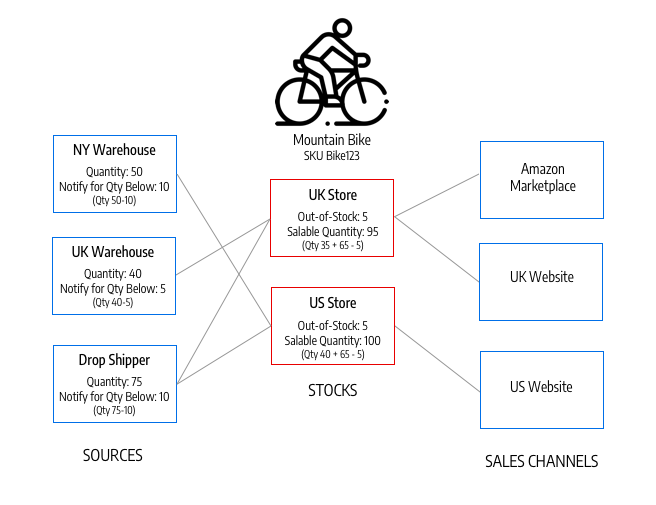 Mountain Bike
SKU Bike123
NY Warehouse
Quantity: 50
Notify for Qty Below: 10
(Qty 50-10)
UK Warehouse
Quantity: 40
Notify for Qty Below: 5
(Qty 40-5)
Drop Shipper
Quantity: 75
Notify for Qty Below: 10
(Qty 75-10)
SOURCES
UK Store
Out-of-Stock: 5
Salable Quantity: 95
(Qty 35 + 65 - 5)
US Store
Out-of-Stock: 5
Salable Quantity: 100
(Qty 40 + 65 - 5)
STOCKS
Amazon
Marketplace
UK Website
US Website
SALES CHANNELS